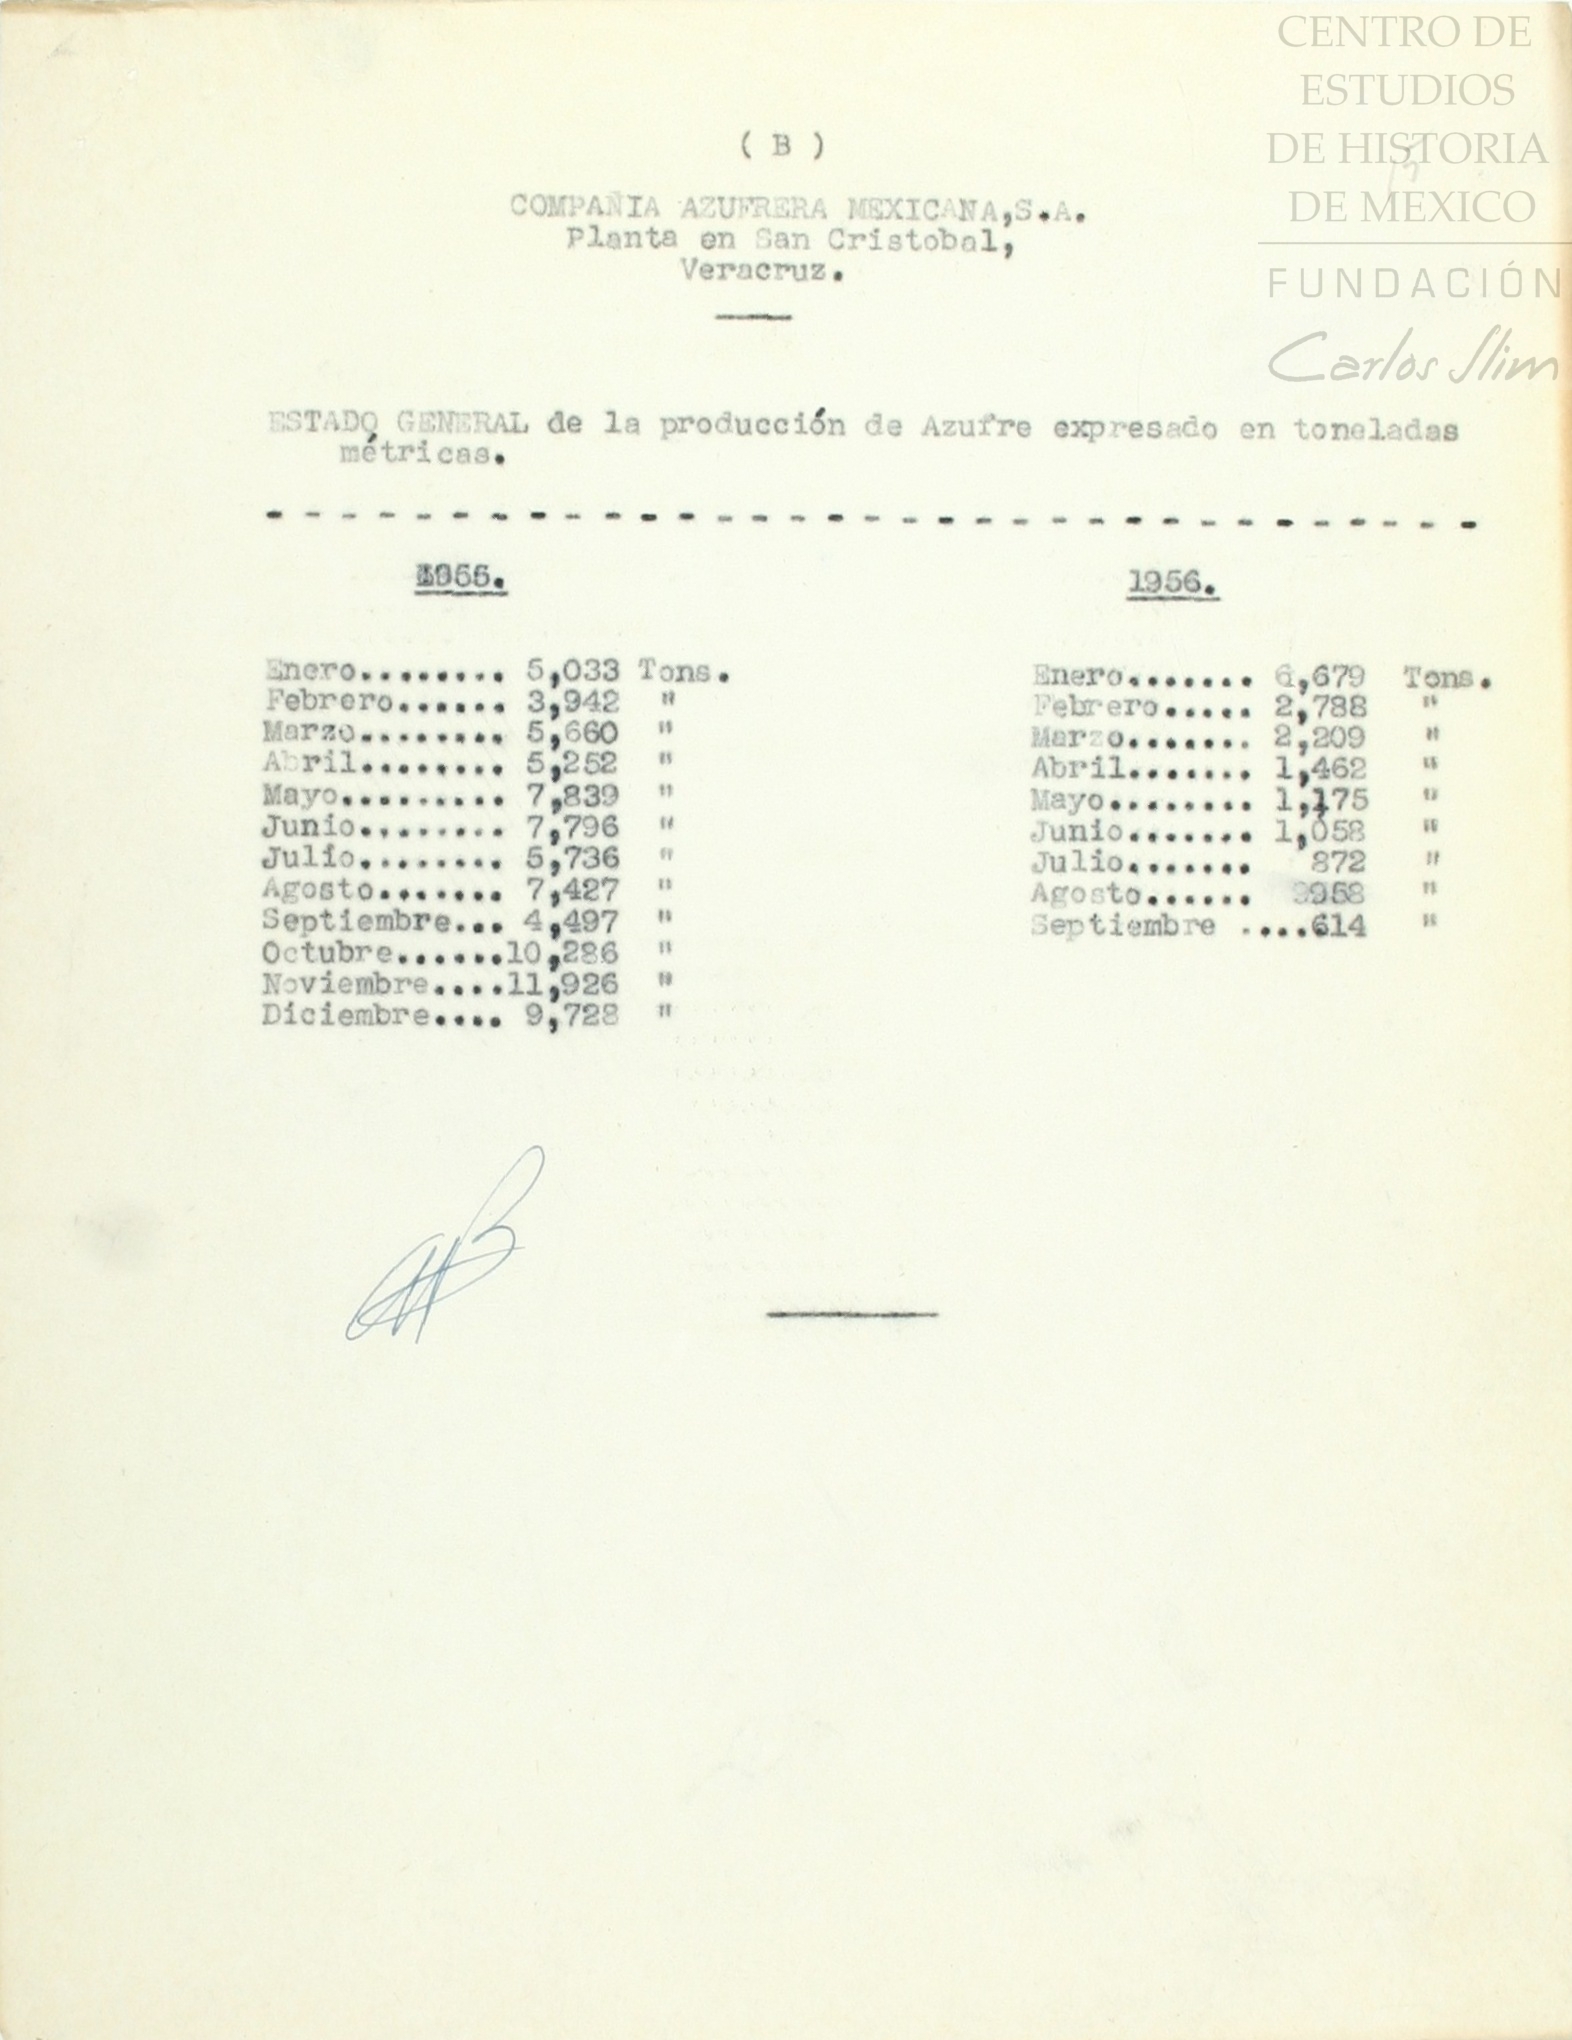 CENTRO DE
ESTUDIOS
DE HISTORIA
DE MEXICO
FUNDACIÓN
Carlos Slim
( B )
COMPAÑIA AZUFRERA MEXICANA,S.A.
Planta en San Cristobal,
Veracruz.
ESTADO GENERAL de la producción de Azufre expresado en toneladas
métricas.
1955. 1956.
Enero........ 5,033 Tons. Enero....... 6,679 Tons.
Febrero...... 3,942 " Febrero..... 2,788 "
Marzo........ 5,660 " Marzo....... 2,209 "
Abril........ 5,252 " Abril....... 1,462 "
Mayo......... 7,839 " Mayo........ 1,175 "
Junio........ 7,796 " Junio....... 1,058 "
Julio........ 5,736 " Julio....... 872 "
Agosto....... 7,427 " Agosto...... 958 "
Septiembre... 4,497 " Septiembre ....614 "
Octubre......10,286 "
Noviembre....11,926 "
Diciembre.... 9,728 "